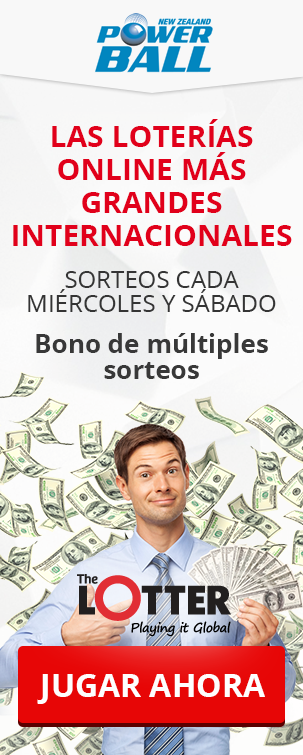 NEW ZEALAND
POWER
BALL
LAS LOTERÍAS
ONLINE MÁS
GRANDES
INTERNACIONALES
SORTEOS CADA
MIÉRCOLES Y SÁBADO
Bono de múltiples
sorteos
The
LOTTER
Playing it Global
JUGAR AHORA